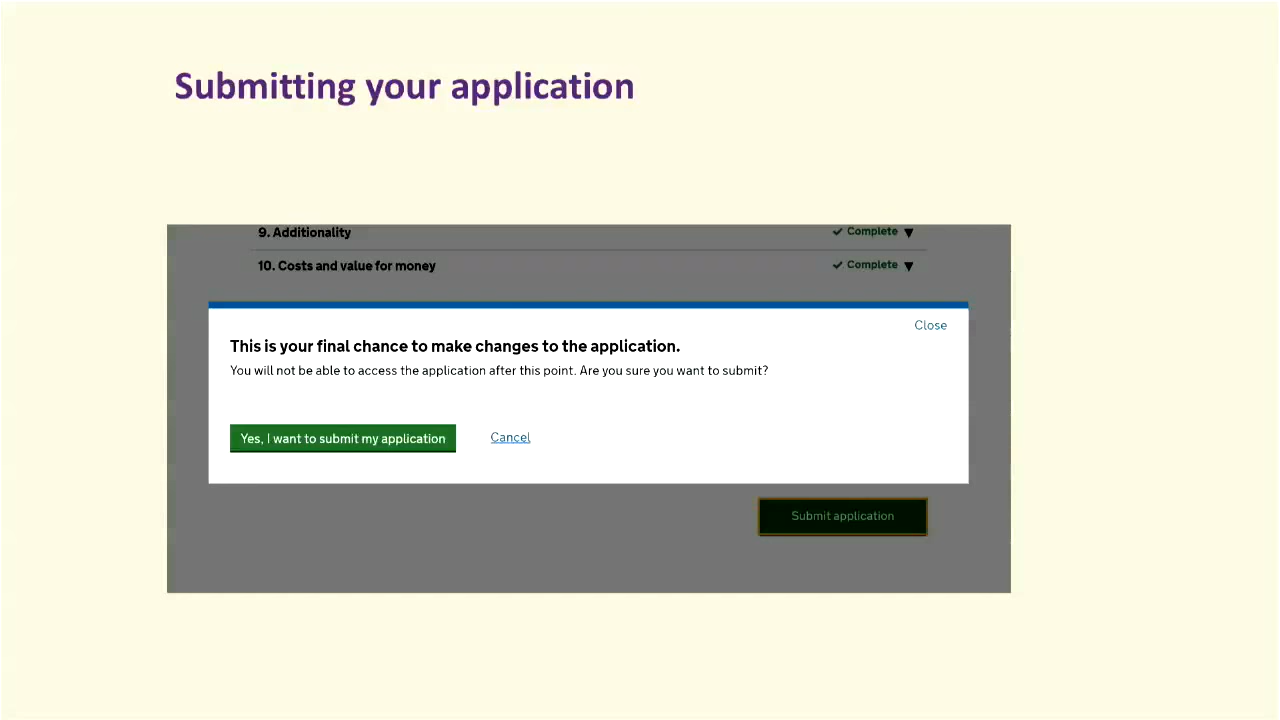 Submitting your application
9. Additionality ✓ Complete ▼
10. Costs and value for money ✓ Complete ▼
Close
This is your final chance to make changes to the application.
You will not be able to access the application after this point. Are you sure you want to submit?
Yes, I want to submit my application Cancel
Submit application